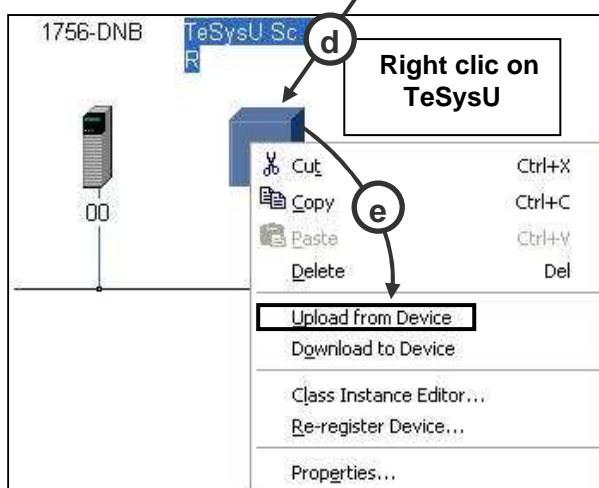 1756-DNB
TeSysU Sc
R
d
Right clic on
TeSysU
00
Cut Ctrl+X
Copy Ctrl+C
e
Paste Ctrl+V
Delete Del
Upload from Device
Download to Device
Class Instance Editor...
Re-register Device...
Properties...